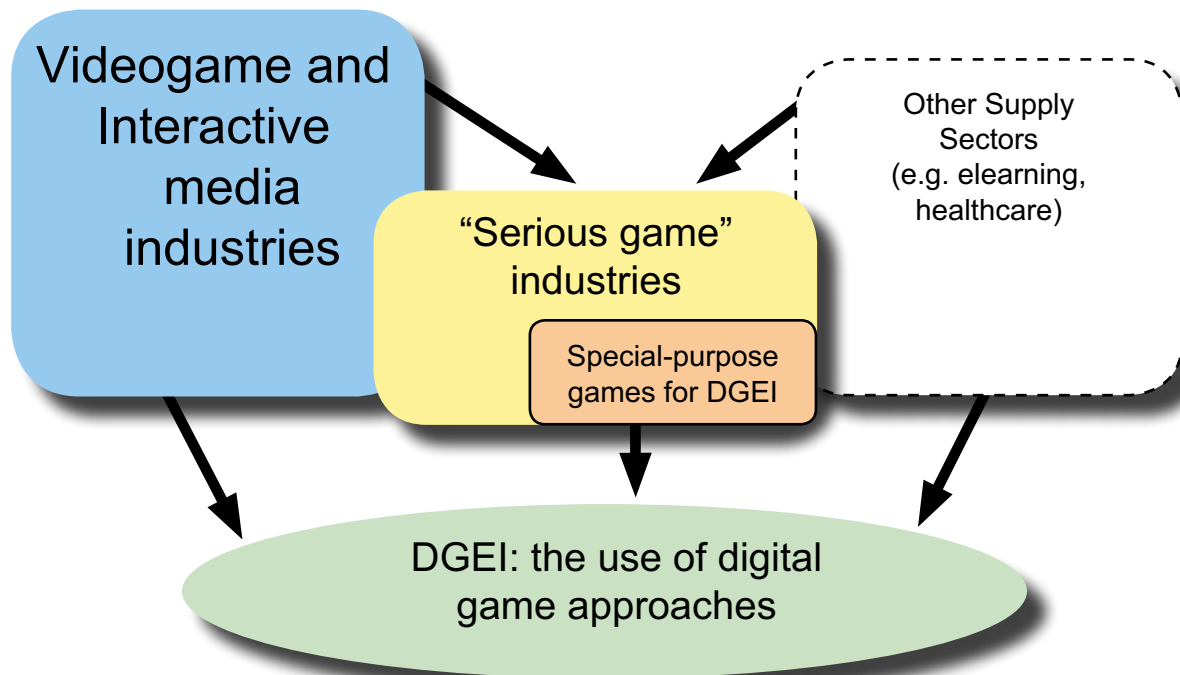 Videogame and
Interactive
media
industries
Other Supply
Sectors
(e.g. elearning,
healthcare)
“Serious game”
industries
Special-purpose
games for DGEI
DGEI: the use of digital
game approaches